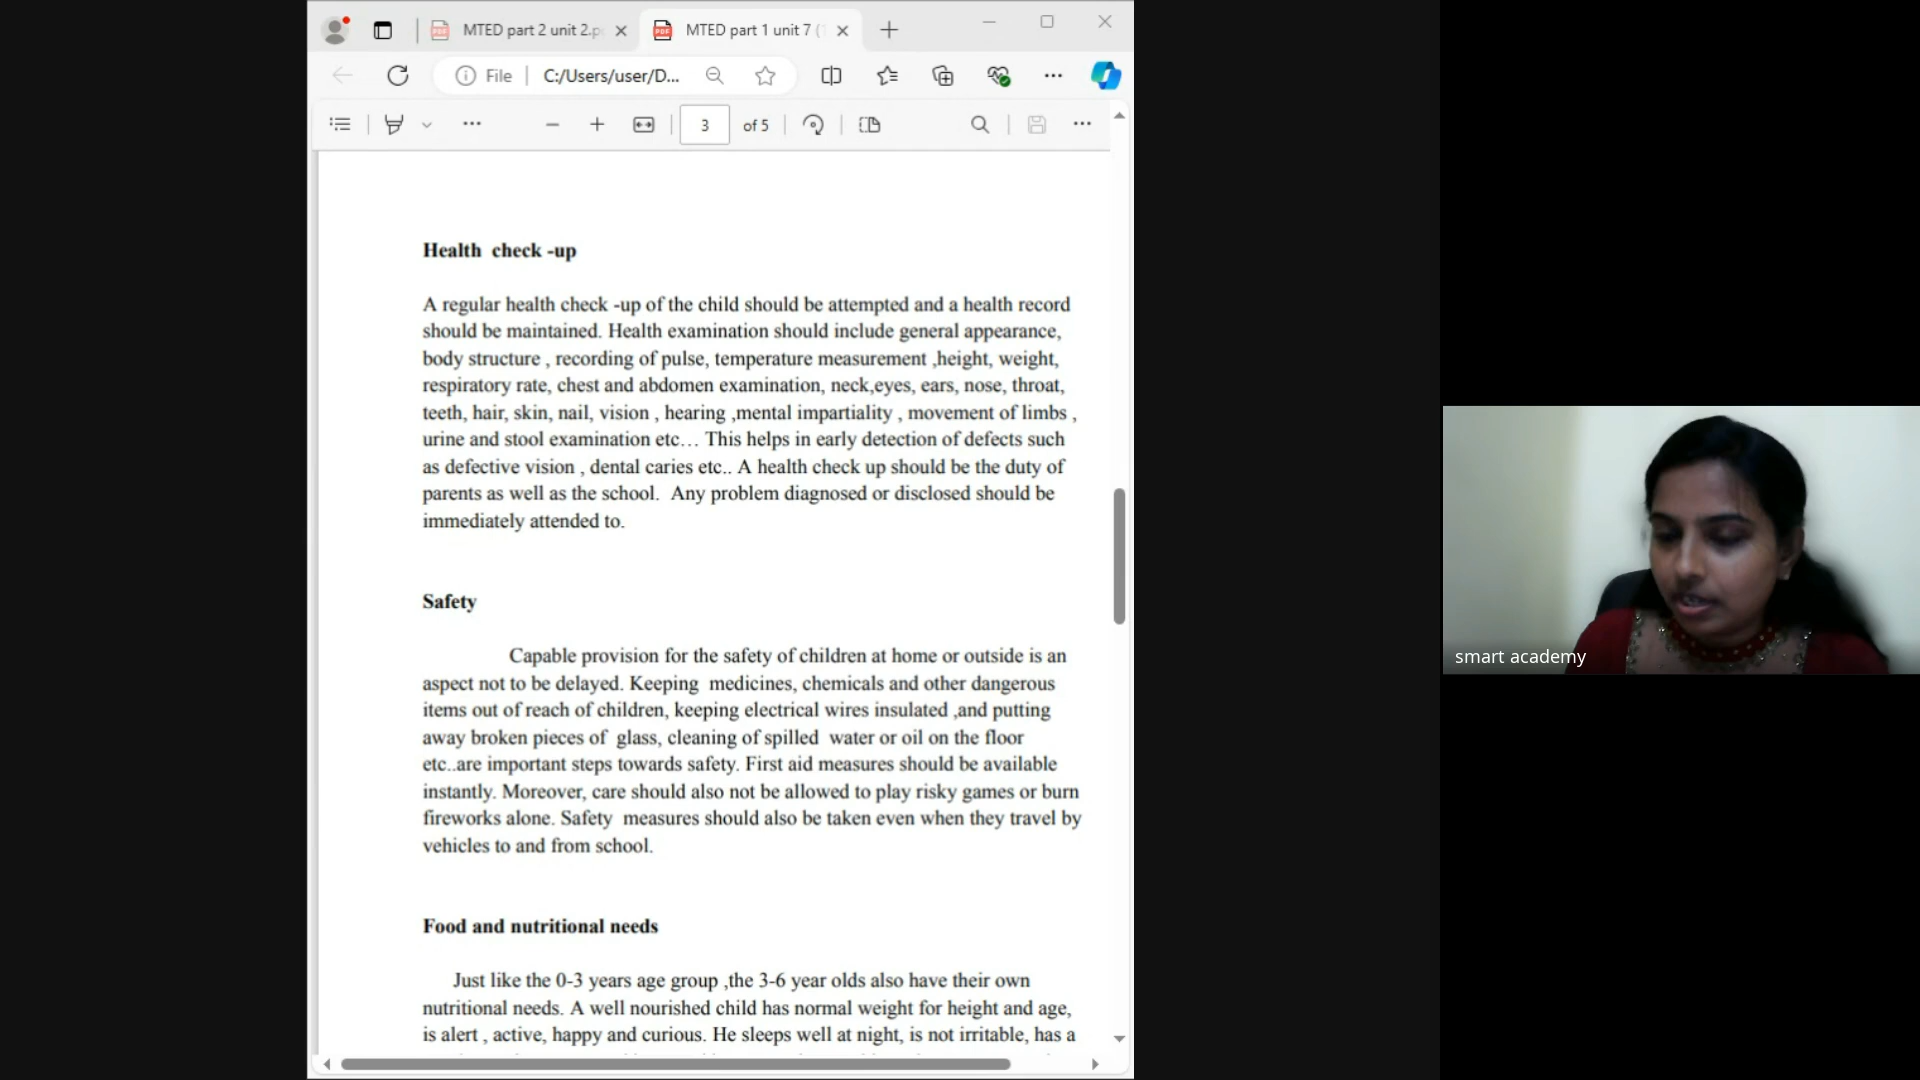 MTED part 2 unit 2.p
MTED part 1 unit 7 (
File
C:/Users/user/D...
3
of 5
Health check -up
A regular health check -up of the child should be attempted and a health record
should be maintained. Health examination should include general appearance,
body structure , recording of pulse, temperature measurement ,height, weight,
respiratory rate, chest and abdomen examination, neck,eyes, ears, nose, throat,
teeth, hair, skin, nail, vision , hearing ,mental impartiality , movement of limbs ,
urine and stool examination etc… This helps in early detection of defects such
as defective vision , dental caries etc.. A health check up should be the duty of
parents as well as the school. Any problem diagnosed or disclosed should be
immediately attended to.
Safety
Capable provision for the safety of children at home or outside is an
aspect not to be delayed. Keeping medicines, chemicals and other dangerous
items out of reach of children, keeping electrical wires insulated ,and putting
away broken pieces of glass, cleaning of spilled water or oil on the floor
etc..are important steps towards safety. First aid measures should be available
instantly. Moreover, care should also not be allowed to play risky games or burn
fireworks alone. Safety measures should also be taken even when they travel by
vehicles to and from school.
Food and nutritional needs
Just like the 0-3 years age group ,the 3-6 year olds also have their own
nutritional needs. A well nourished child has normal weight for height and age,
is alert , active, happy and curious. He sleeps well at night, is not irritable, has a
smart academy